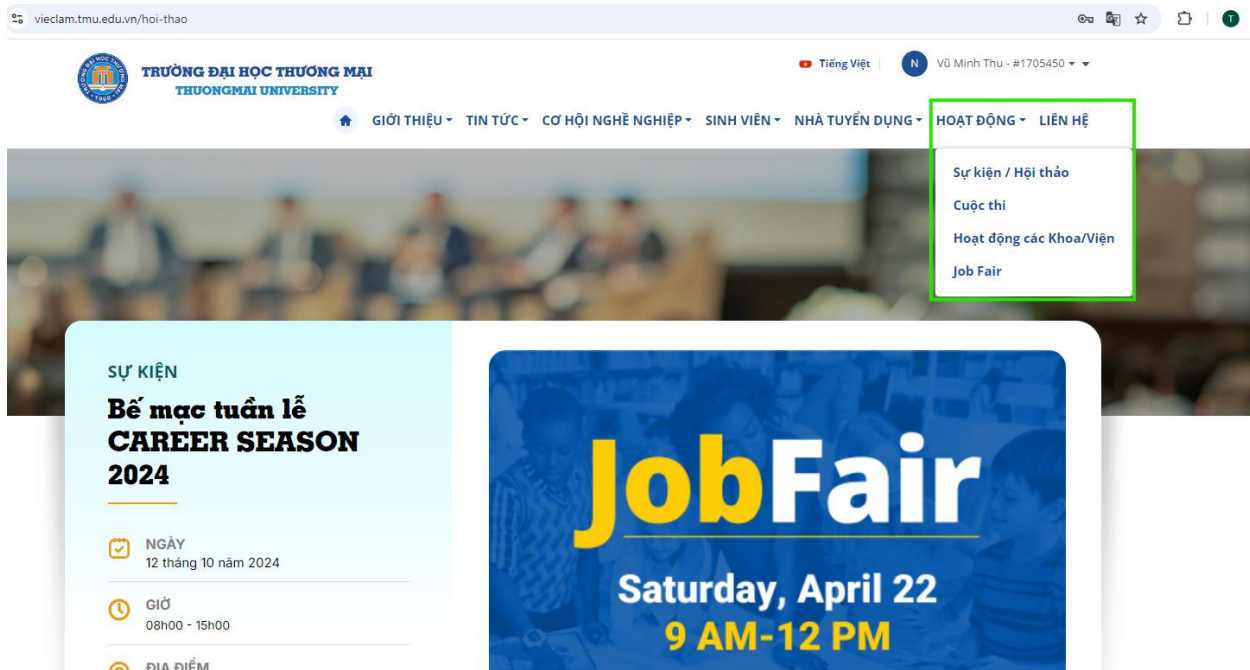 vieclam.tmu.edu.vn/hoi-thao
T
TRƯỜNG ĐẠI HỌC THƯƠNG MẠI
THUONGMAI UNIVERSITY
Tiếng Việt
N
Vũ Minh Thu - #1705450
GIỚI THIỆU TIN TỨC CƠ HỘI NGHỀ NGHIỆP SINH VIÊN NHÀ TUYỂN DỤNG HOẠT ĐỘNG LIÊN HỆ
Sự kiện / Hội thảo
Cuộc thi
Hoạt động các Khoa/Viện
Job Fair
SỰ KIỆN
Bế mạc tuần lễ
CAREER SEASON
2024
NGÀY
12 tháng 10 năm 2024
GIỜ
08h00 - 15h00
ĐỊA ĐIỂM
JobFair
Saturday, April 22
9 AM-12 PM